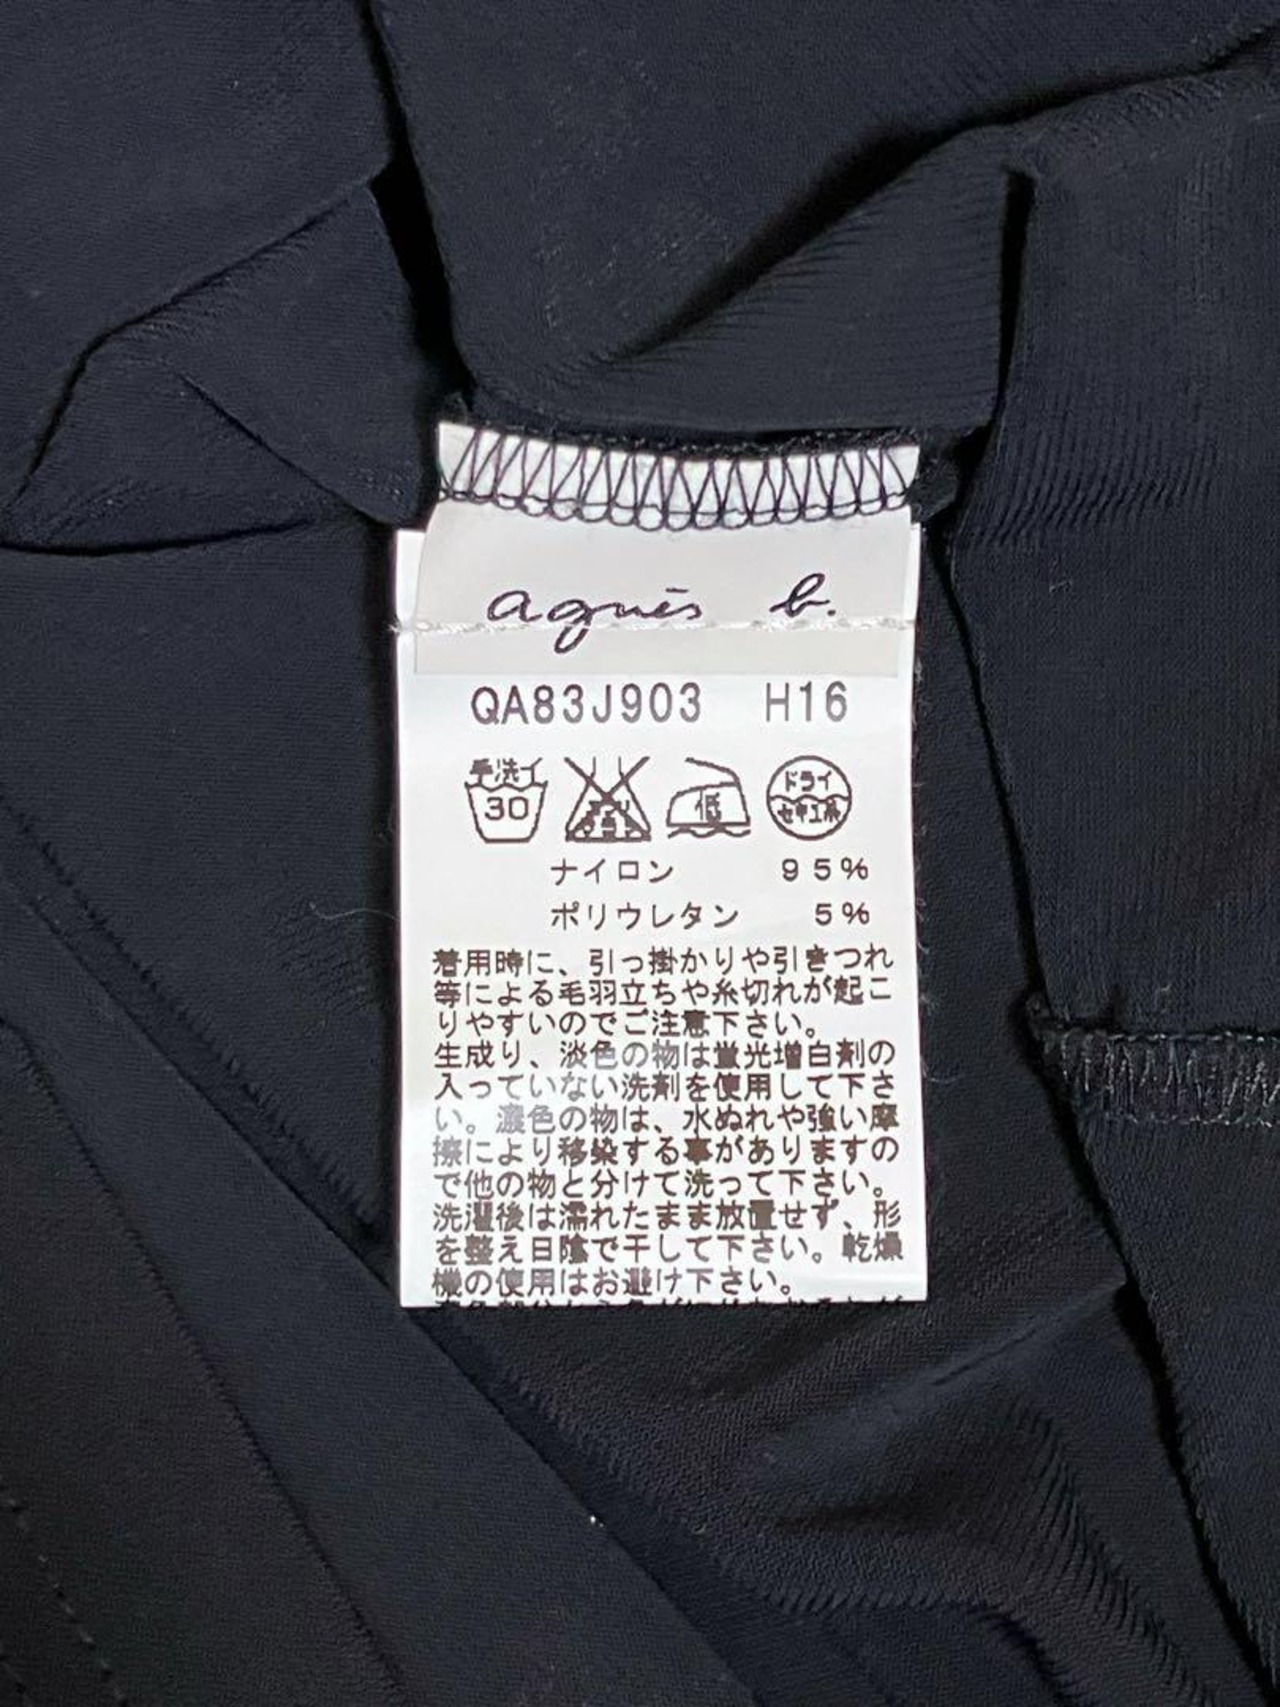 agnès b.
QA83J903 H16
手洗イ 30 低 ドライ セキユ系
ナイロン 95%
ポリウレタン 5%
着用時に、引っ掛かりや引きつれ
等による毛羽立ちや糸切れが起こ
りやすいのでご注意下さい。
生成り、淡色の物は蛍光増白剤の
入っていない洗剤を使用して下さ
い。濃色の物は、水ぬれや強い摩
擦により移染する事がありますの
で他の物と分けて洗って下さい。
洗濯後は濡れたまま放置せず、形
を整え日陰で干して下さい。乾燥
機の使用はお避け下さい。